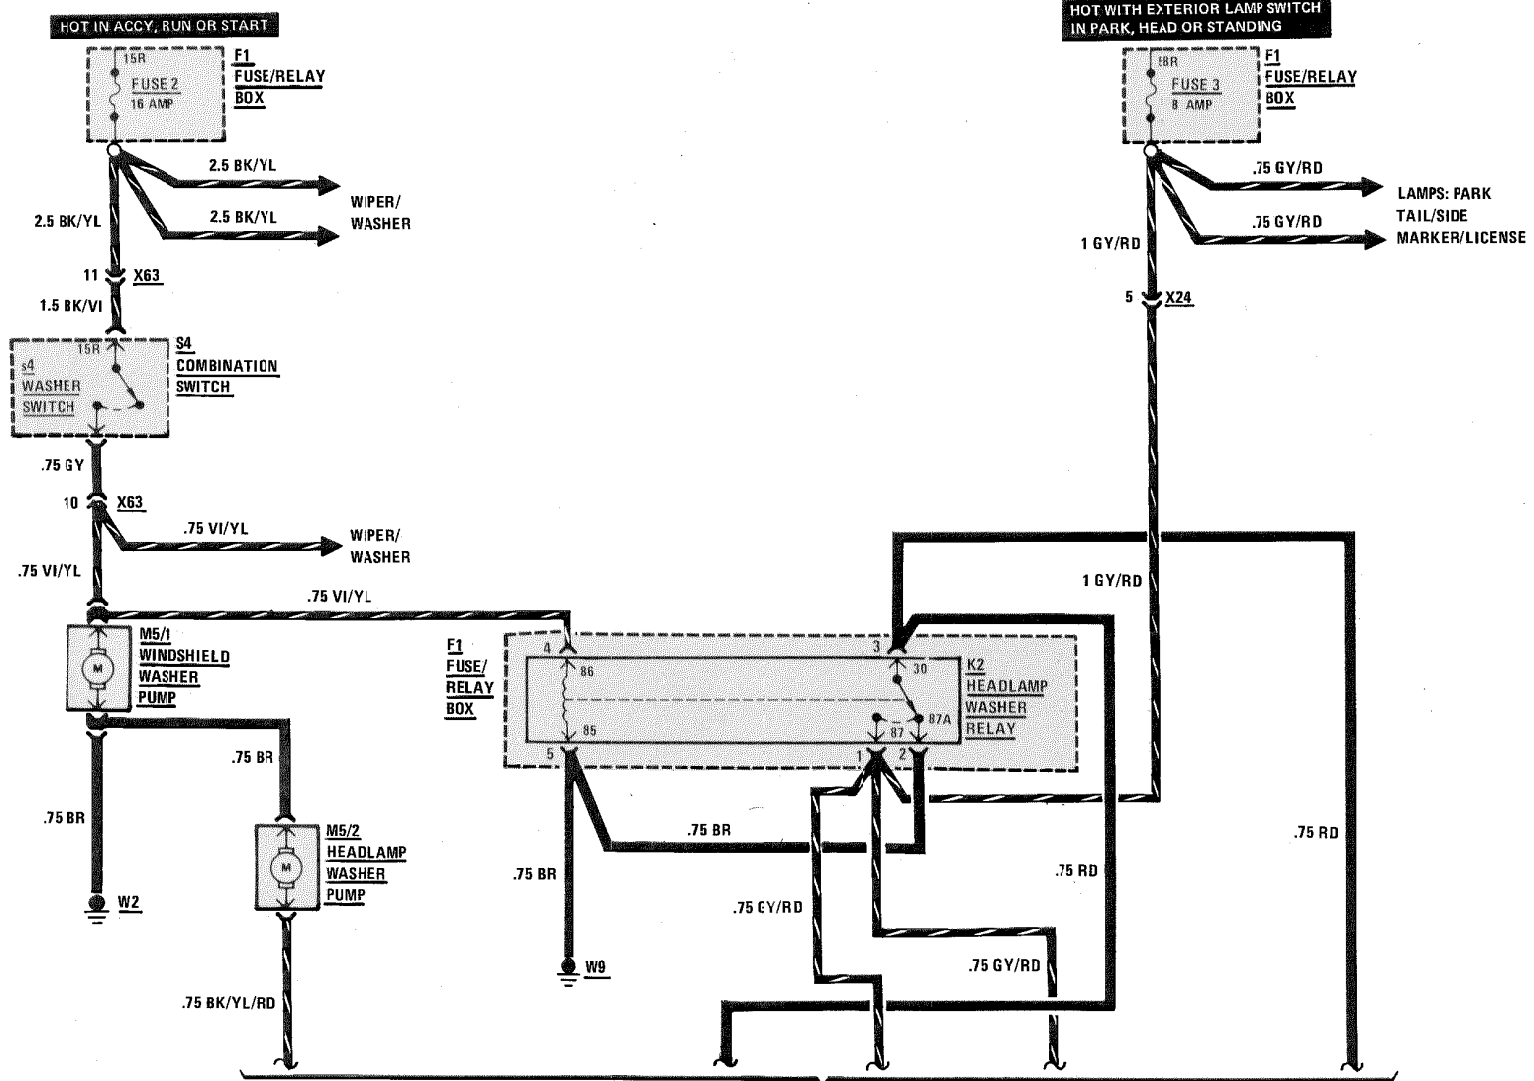 HOT IN ACCY, RUN OR START
HOT WITH EXTERIOR LAMP SWITCH
IN PARK, HEAD OR STANDING
15R
FUSE 2
16 AMP
F1
FUSE/RELAY
BOX
FUSE 3
8 AMP
F1
FUSE/RELAY
BOX
2.5 BK/YL
2.5 BK/YL
WIPER/
WASHER
2.5 BK/YL
.75 GY/RD
.75 GY/RD
LAMPS: PARK
TAIL/SIDE
MARKER/LICENSE
1 GY/RD
11 X63
1.5 BK/VI
5 X24
15R
s4
WASHER
SWITCH
S4
COMBINATION
SWITCH
.75 GY
10 X63
.75 VI/YL
WIPER/
WASHER
.75 VI/YL
.75 VI/YL
1 GY/RD
M5/1
WINDSHIELD
WASHER
PUMP
M
F1
FUSE/
RELAY
BOX
4
86
85
5
3
30
87A
87
1
2
K2
HEADLAMP
WASHER
RELAY
.75 BR
.75 BR
M5/2
HEADLAMP
WASHER
PUMP
M
.75 BR
.75 BR
.75 RD
.75 RD
W2
.75 GY/RD
W9
.75 GY/RD
.75 BK/YL/RD